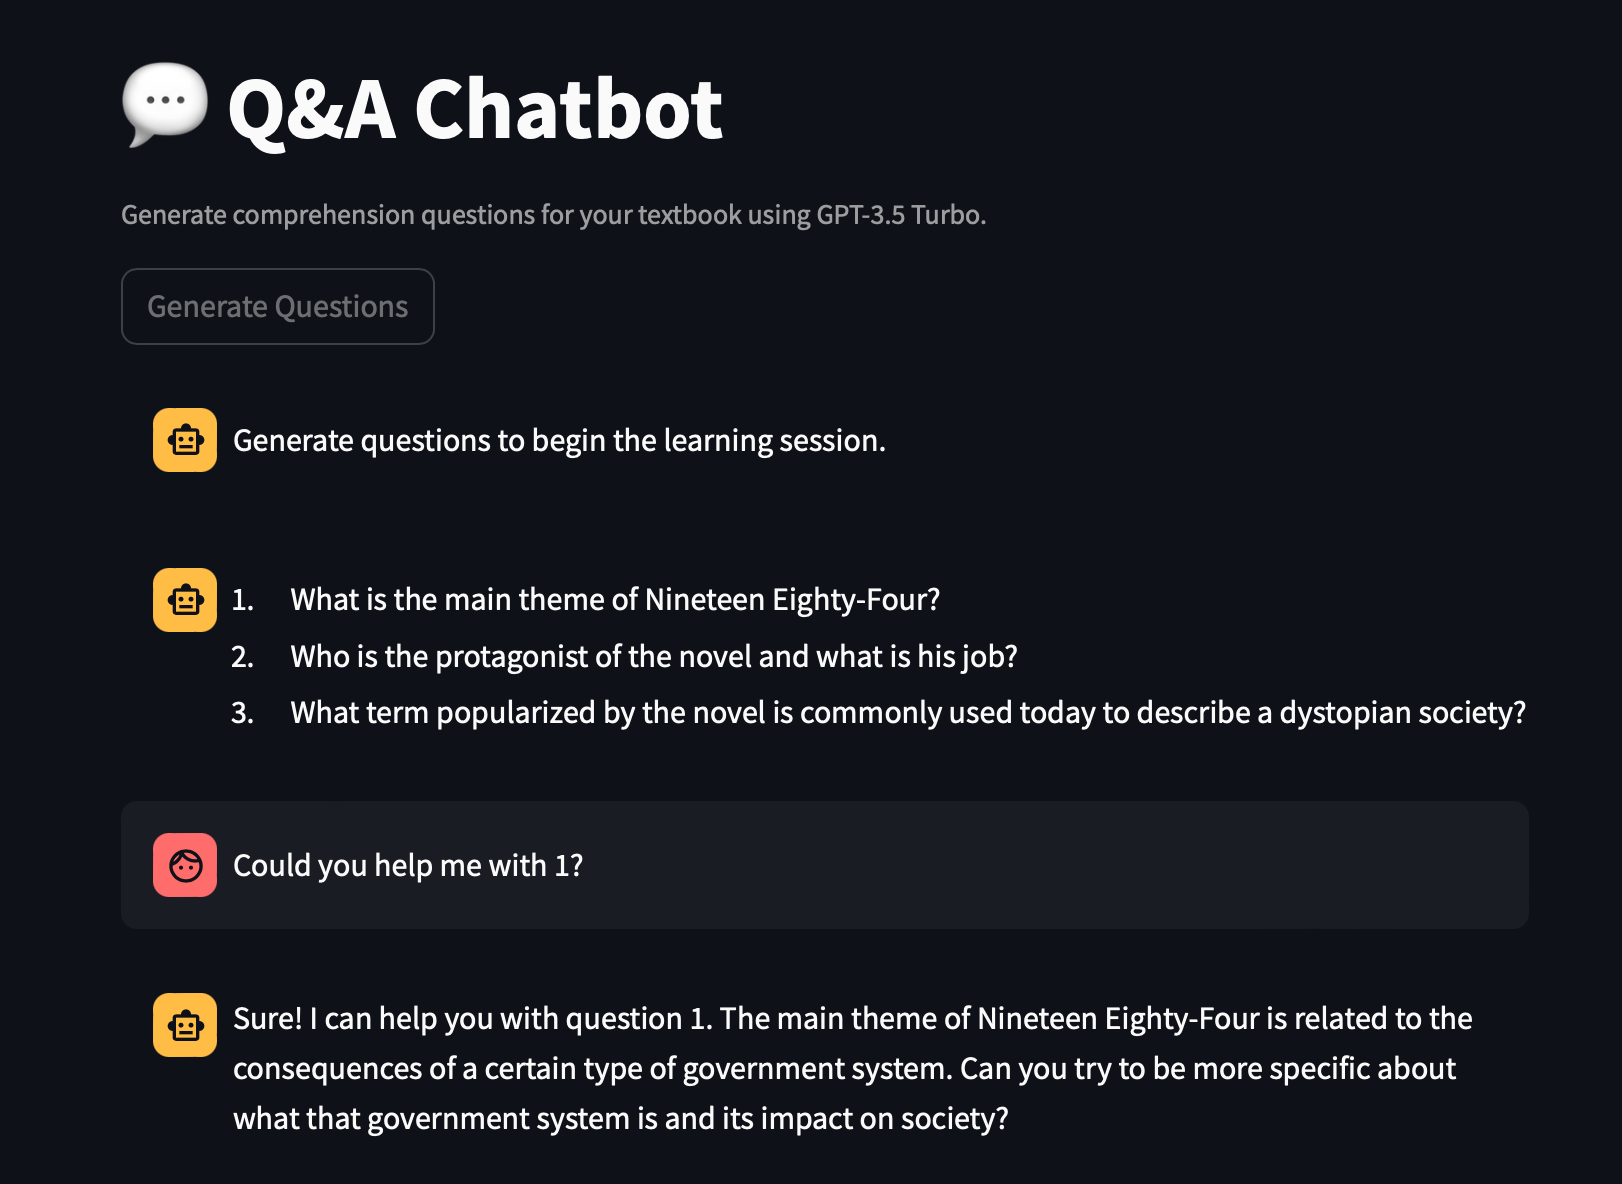 Q&A Chatbot
Generate comprehension questions for your textbook using GPT-3.5 Turbo.
Generate Questions
Generate questions to begin the learning session.
1. What is the main theme of Nineteen Eighty-Four?
2. Who is the protagonist of the novel and what is his job?
3. What term popularized by the novel is commonly used today to describe a dystopian society?
Could you help me with 1?
Sure! I can help you with question 1. The main theme of Nineteen Eighty-Four is related to the
consequences of a certain type of government system. Can you try to be more specific about
what that government system is and its impact on society?